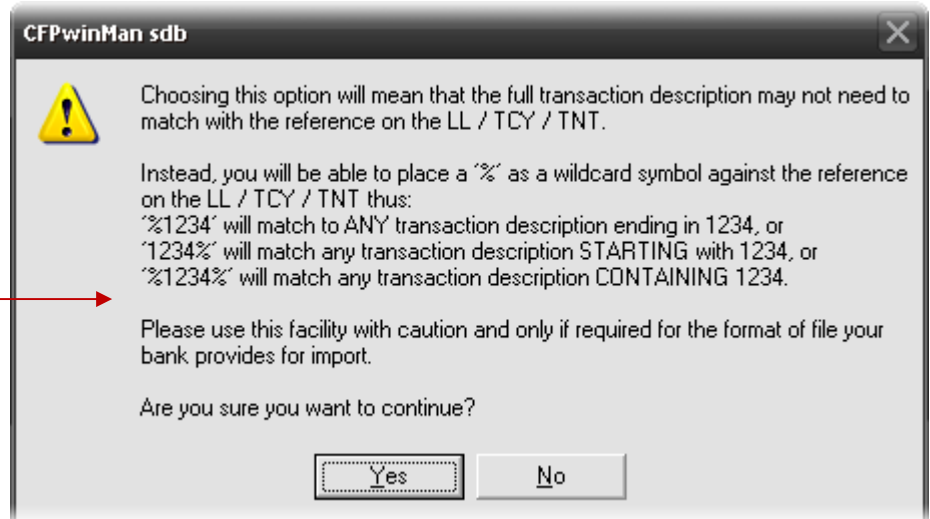 CFPwinMan sdb
Choosing this option will mean that the full transaction description may not need to
match with the reference on the LL / TCY / TNT.
Instead, you will be able to place a ´%´ as a wildcard symbol against the reference
on the LL / TCY / TNT thus:
´%1234´ will match to ANY transaction description ending in 1234, or
´1234%´ will match any transaction description STARTING with 1234, or
´%1234%´ will match any transaction description CONTAINING 1234.
Please use this facility with caution and only if required for the format of file your
bank provides for import.
Are you sure you want to continue?
Yes No